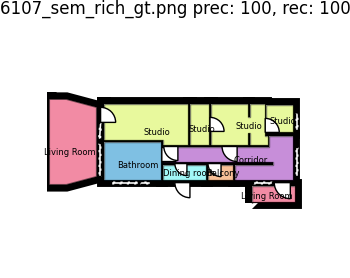 6107_sem_rich_gt.png prec: 100, rec: 100
Studio
Studio
Studio
Studio
Living Room
Corridor
Bathroom
Dining room
Balcony
Living Room